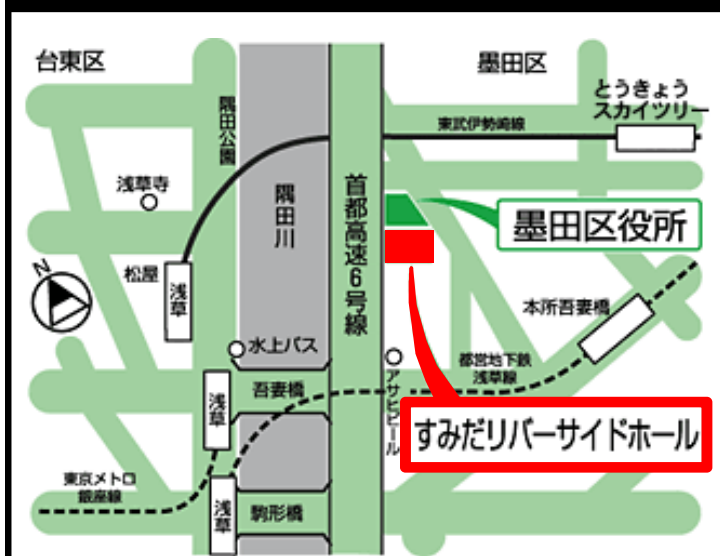 台東区
墨田区
とうきょう
スカイツリー
東武伊勢崎線
隅田公園
浅草寺
隅田川
首都高速6号線
墨田区役所
N
松屋
浅草
本所吾妻橋
水上バス
都営地下鉄
浅草線
吾妻橋
アサヒビール
浅草
すみだリバーサイドホール
東京メトロ
銀座線
浅草
駒形橋